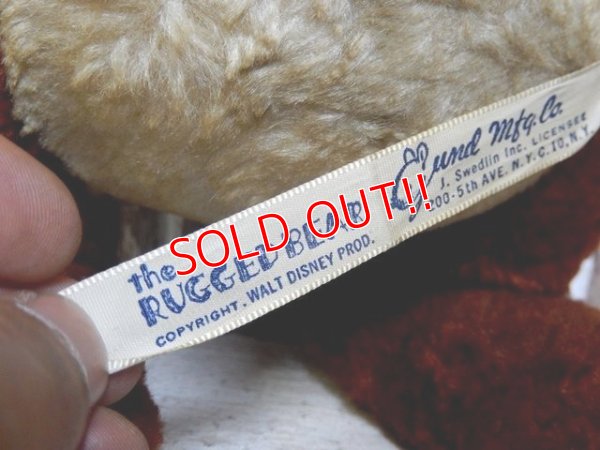 the
RUGGED BEAR
COPYRIGHT. WALT DISNEY PROD.
Gund Mfg. Co.
J. Swedlin Inc. LICENSEE
200-5th AVE. N.Y.C. 10, N.Y.
SOLD OUT!!